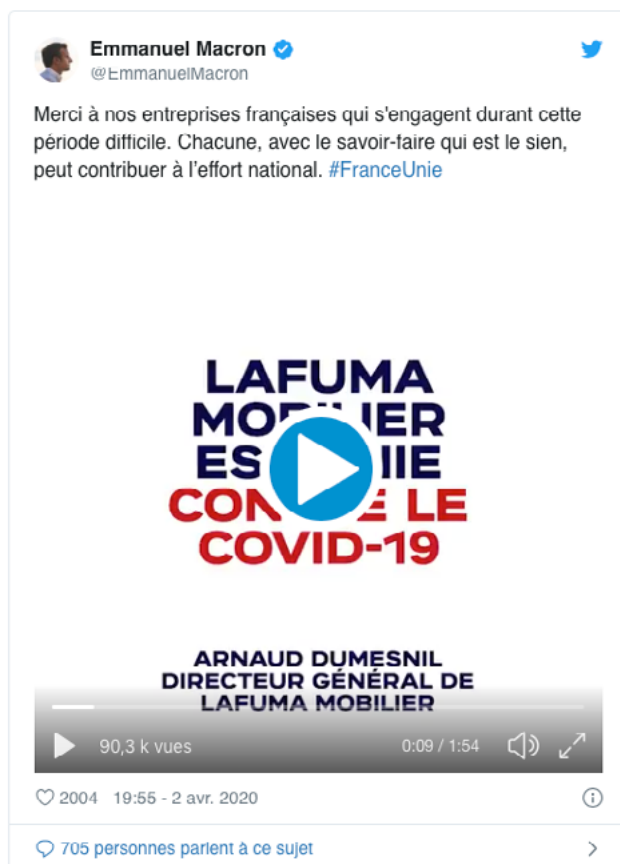 Emmanuel Macron
@EmmanuelMacron
Merci à nos entreprises françaises qui s'engagent durant cette
période difficile. Chacune, avec le savoir-faire qui est le sien,
peut contribuer à l'effort national. #FranceUnie
LAFUMA
MOBILIER
LE
COVID-19
ARNAUD DUMESNIL
DIRECTEUR GÉNÉRAL DE
LAFUMA MOBILIER
90,3 k vues
0:09 / 1:54
2004 19:55 - 2 avr. 2020
705 personnes parlent à ce sujet